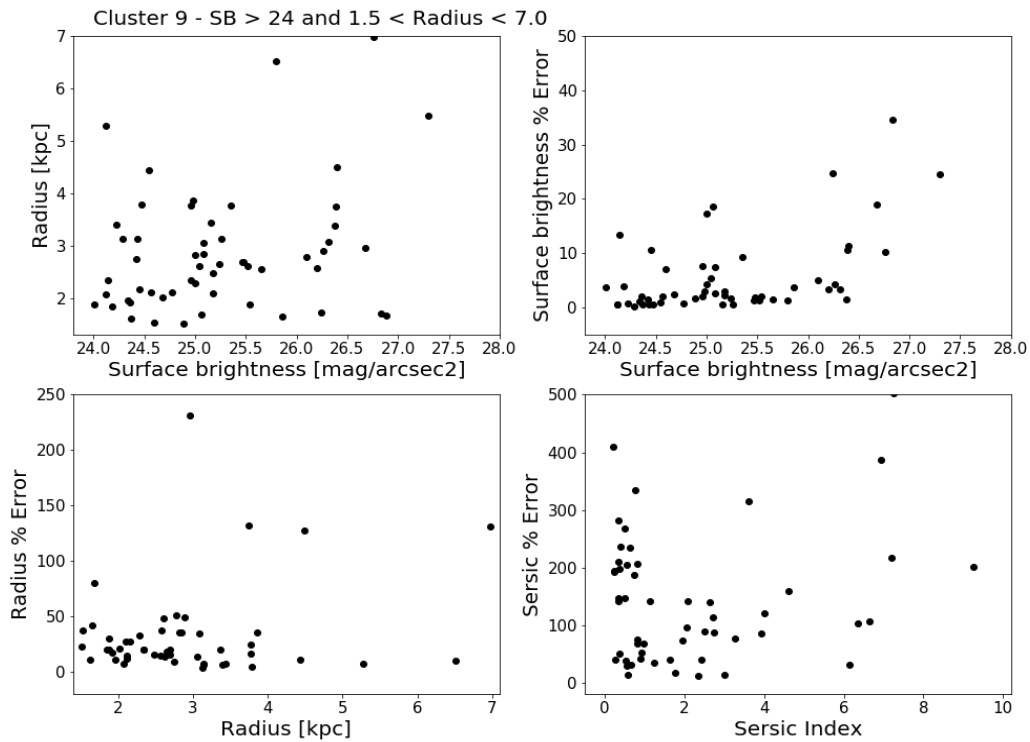 Cluster 9 - SB > 24 and 1.5 < Radius < 7.0
7
6
5
4
3
2
Radius [kpc]
24.0 24.5 25.0 25.5 26.0 26.5 27.0 27.5 28.0
Surface brightness [mag/arcsec2]
50
40
30
20
10
0
Surface brightness % Error
24.0 24.5 25.0 25.5 26.0 26.5 27.0 27.5 28.0
Surface brightness [mag/arcsec2]
250
200
150
100
50
0
Radius % Error
2 3 4 5 6 7
Radius [kpc]
500
400
300
200
100
0
Sersic % Error
0 2 4 6 8 10
Sersic Index